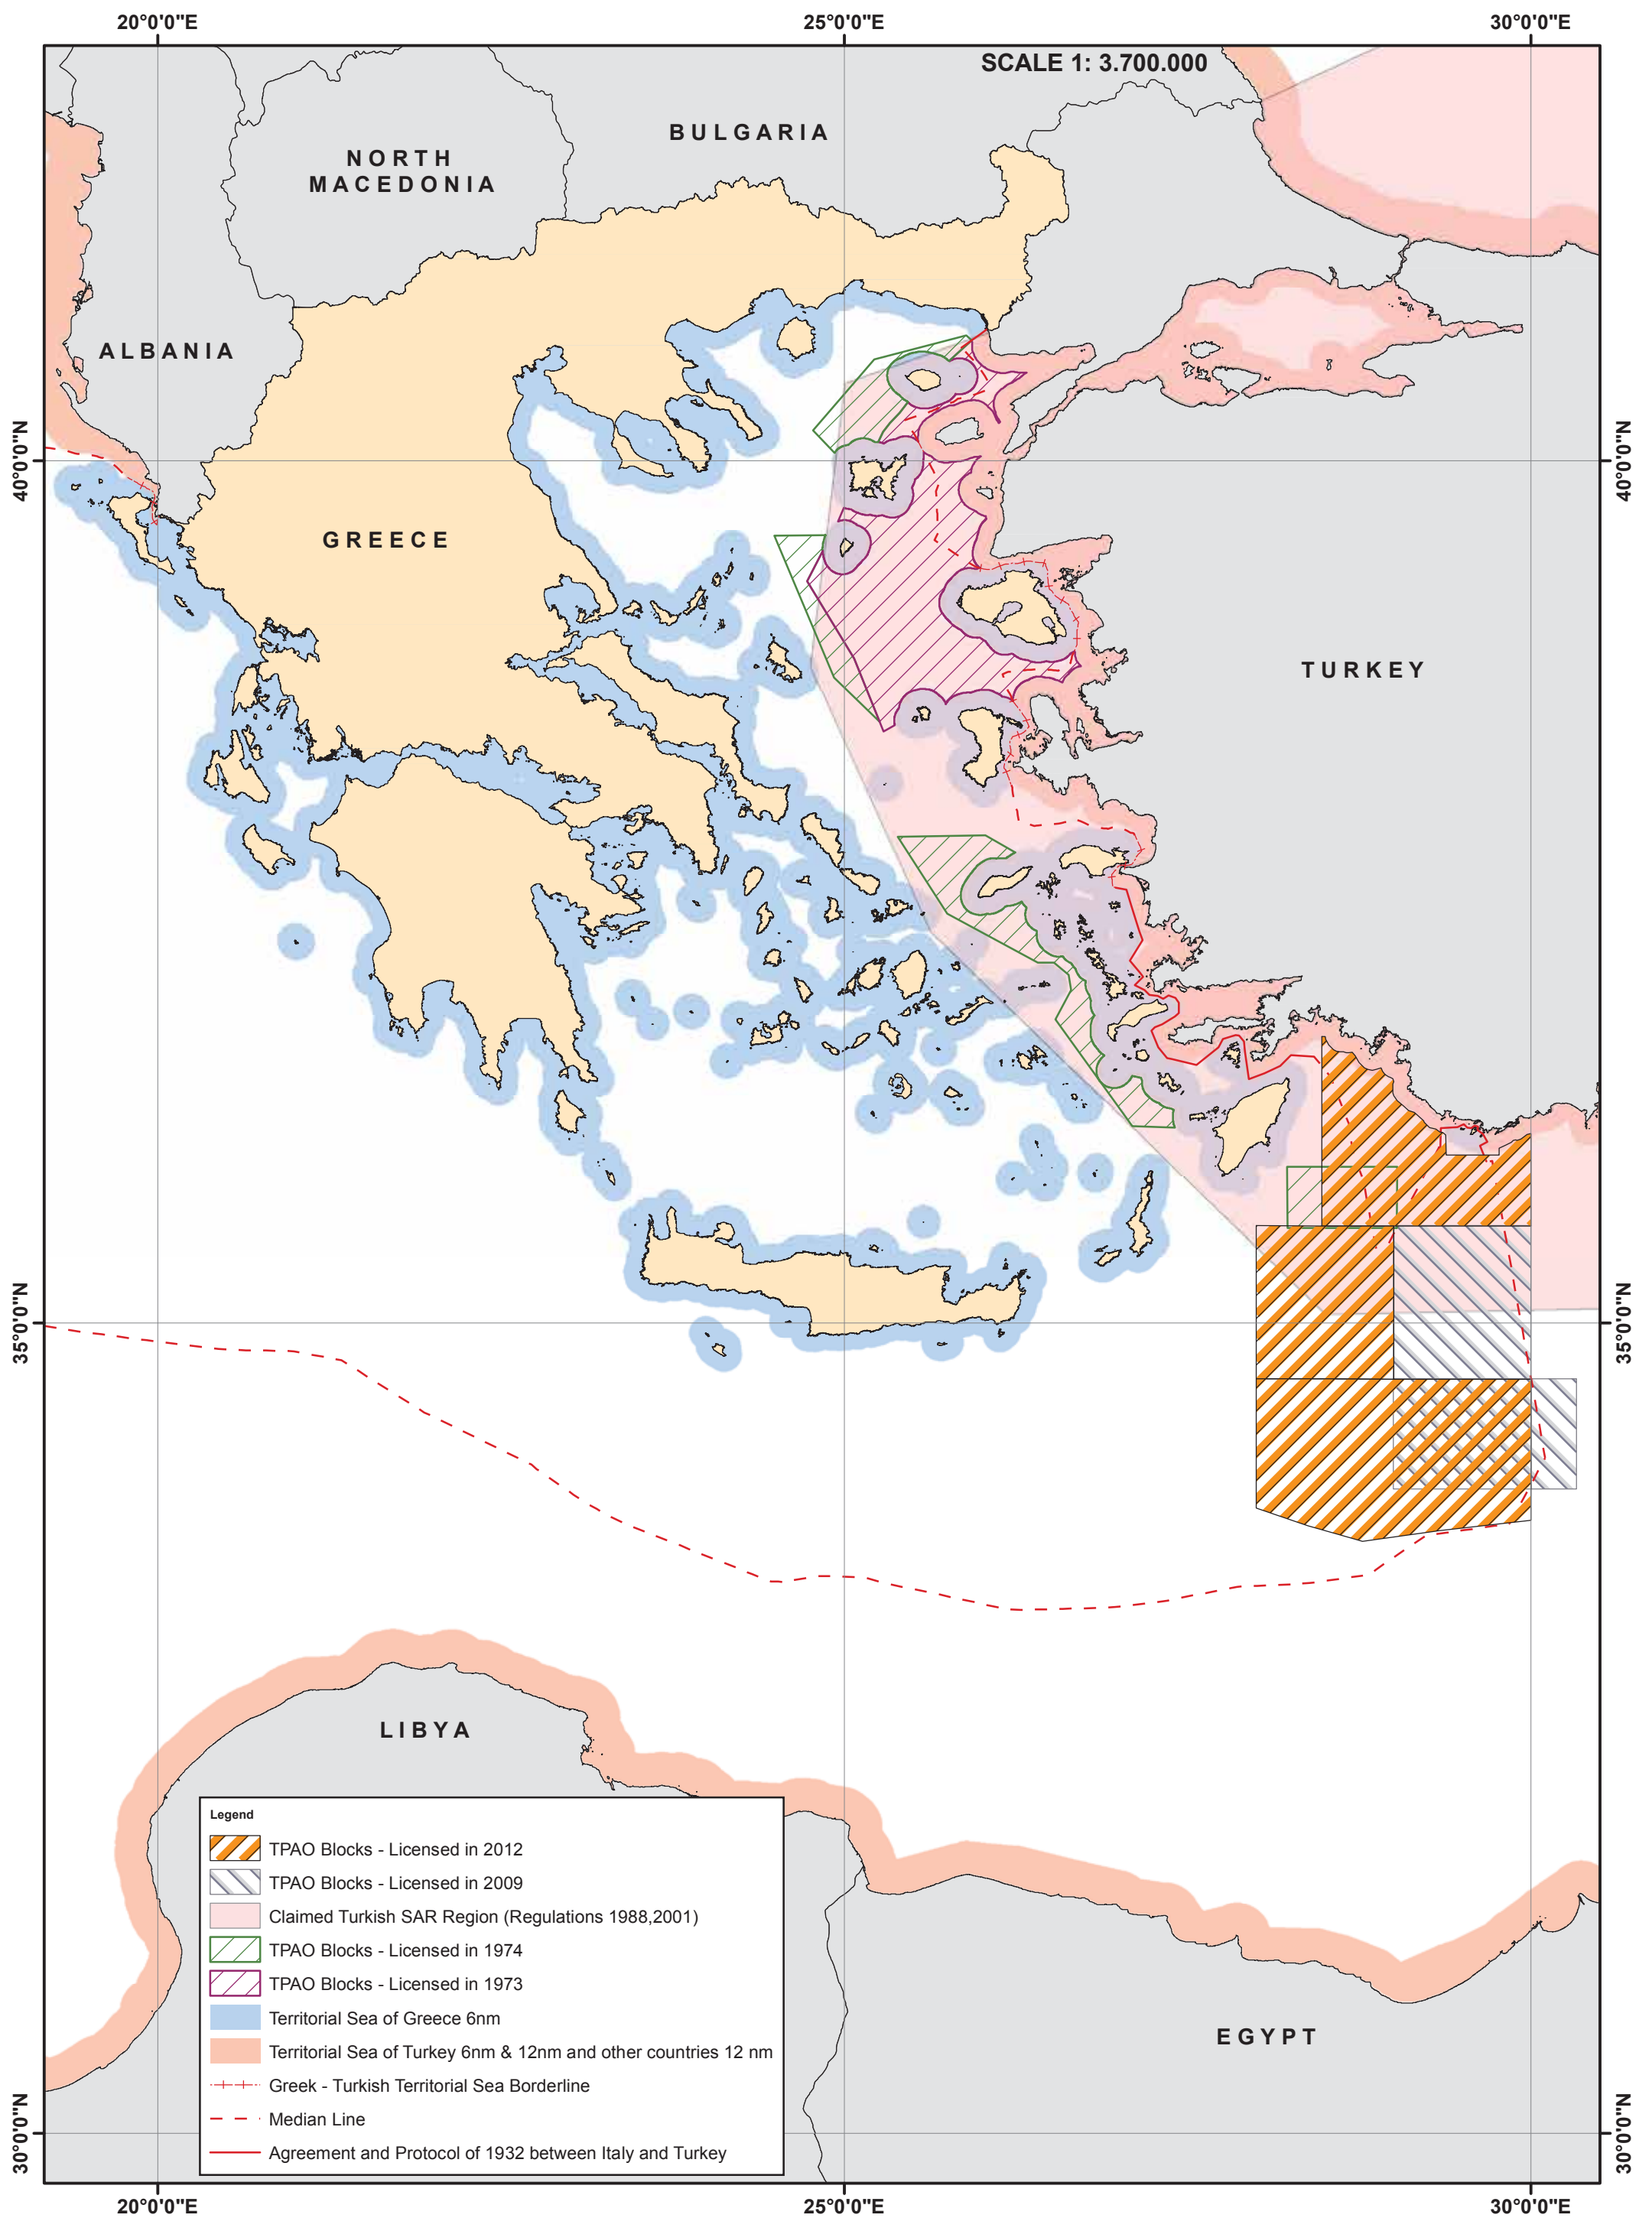 20°0'0"E
25°0'0"E
30°0'0"E
SCALE 1: 3.700.000
BULGARIA
NORTH
MACEDONIA
ALBANIA
40°0'0"N
40°0'0"N
GREECE
TURKEY
35°0'0"N
35°0'0"N
LIBYA
Legend
TPAO Blocks - Licensed in 2012
TPAO Blocks - Licensed in 2009
Claimed Turkish SAR Region (Regulations 1988,2001)
TPAO Blocks - Licensed in 1974
TPAO Blocks - Licensed in 1973
Territorial Sea of Greece 6nm
Territorial Sea of Turkey 6nm & 12nm and other countries 12 nm
Greek - Turkish Territorial Sea Borderline
Median Line
Agreement and Protocol of 1932 between Italy and Turkey
EGYPT
30°0'0"N
30°0'0"N
20°0'0"E
25°0'0"E
30°0'0"E